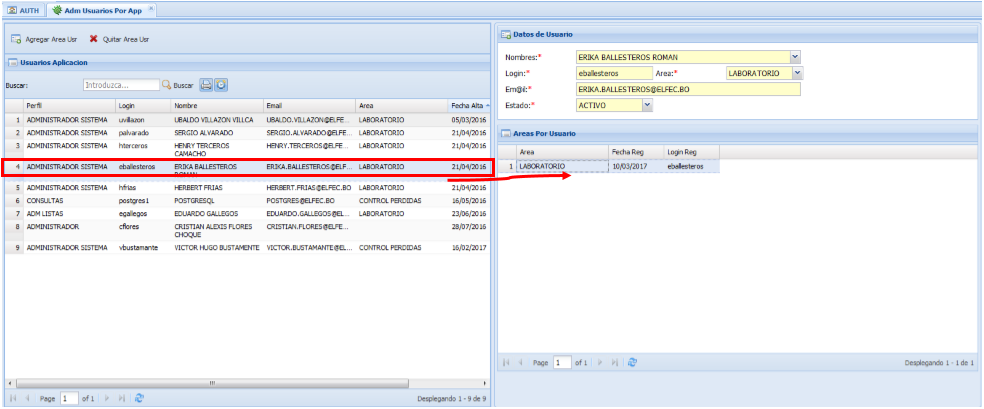 AUTH Adm Usuarios Por App
Agregar Area Usr Quitar Area Usr
Usuarios Aplicacion
Buscar: Introduzca... Buscar
Perfil Login Nombre Email Area Fecha Alta
1 ADMINISTRADOR SISTEMA uvillazon UBALDO VILLAZON VILLCA UBALDO.VILLAZON@ELFE... LABORATORIO 05/03/2016
2 ADMINISTRADOR SISTEMA palvarado SERGIO ALVARADO SERGIO.ALVARADO@ELFE... LABORATORIO 21/04/2016
3 ADMINISTRADOR SISTEMA hterceros HENRY TERCEROS CAMACHO HENRY.TERCEROS@ELFE... LABORATORIO 21/04/2016
4 ADMINISTRADOR SISTEMA eballesteros ERIKA BALLESTEROS ROMAN ERIKA.BALLESTEROS@ELF... LABORATORIO 21/04/2016
5 ADMINISTRADOR SISTEMA hfrias HERBERT FRIAS HERBERT.FRIAS@ELFEC.BO LABORATORIO 21/04/2016
6 CONSULTAS postgres1 POSTGRESQL POSTGRES@ELFEC.BO CONTROL PERDIDAS 16/05/2016
7 ADM LISTAS egallegos EDUARDO GALLEGOS EDUARDO.GALLEGOS@EL... LABORATORIO 23/06/2016
8 ADMINISTRADOR cflores CRISTIAN ALEXIS FLORES CHOQUE CRISTIAN.FLORES@ELFE... 28/07/2016
9 ADMINISTRADOR SISTEMA vbustamante VICTOR HUGO BUSTAMENTE VICTOR.BUSTAMANTE@EL... CONTROL PERDIDAS 16/02/2017
Page 1 of 1 Desplegando 1 - 9 de 9
Datos de Usuario
Nombres:* ERIKA BALLESTEROS ROMAN
Login:* eballesteros Area:* LABORATORIO
Em@il:* ERIKA.BALLESTEROS@ELFEC.BO
Estado:* ACTIVO
Areas Por Usuario
Area Fecha Reg Login Reg
1 LABORATORIO 10/03/2017 eballesteros
Page 1 of 1 Desplegando 1 - 1 de 1